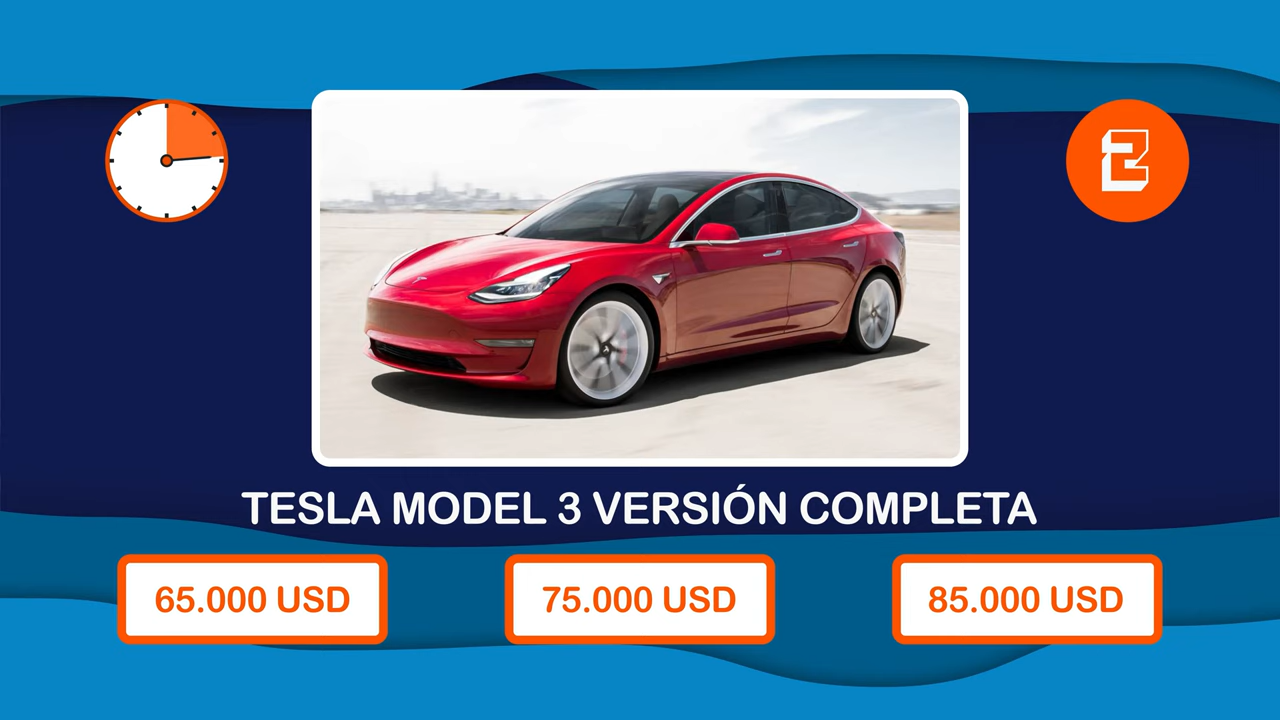 TESLA MODEL 3 VERSIÓN COMPLETA
65.000 USD
75.000 USD
85.000 USD